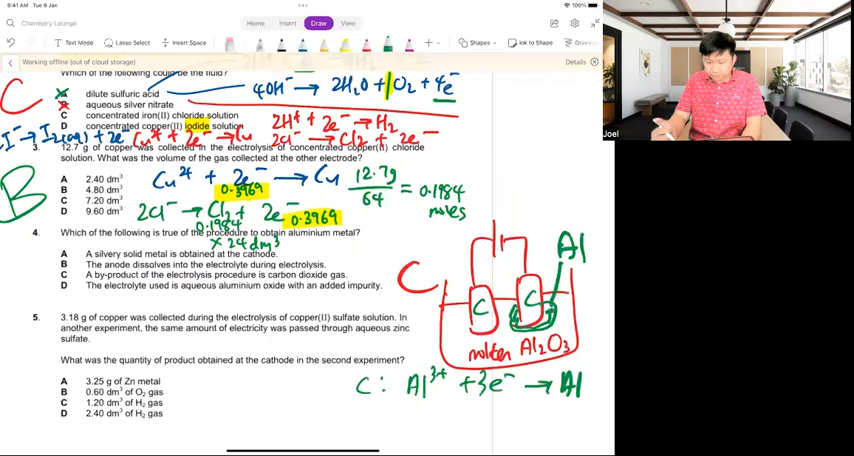 9:41 AM Tue 9 Jan
100%
Chemistry Lounge
Home Insert Draw View
Text Mode Lasso Select Insert Space Shapes Ink to Shape Drawing
Working offline (out of cloud storage) Details
Which of the following could be the fluid?
4OH⁻ → 2H₂O + O₂ + 4e⁻
C
A dilute sulfuric acid
B aqueous silver nitrate
C concentrated iron(II) chloride solution
D concentrated copper(II) iodide solution
2H⁺ + 2e⁻ → H₂
I⁻ → I₂(aq) + 2e⁻ Cu²⁺ + 2e⁻ → Cu 2Cl⁻ → Cl₂ + 2e⁻
3. 12.7 g of copper was collected in the electrolysis of concentrated copper(II) chloride
solution. What was the volume of the gas collected at the other electrode?
B
A 2.40 dm³
B 4.80 dm³
C 7.20 dm³
D 9.60 dm³
Cu²⁺ + 2e⁻ → Cu 12.7g/64 = 0.1984 moles
0.3969
2Cl⁻ → Cl₂ + 2e⁻ 0.3969
0.1984
× 24dm³
4. Which of the following is true of the procedure to obtain aluminium metal?
A A silvery solid metal is obtained at the cathode.
B The anode dissolves into the electrolyte during electrolysis.
C A by-product of the electrolysis procedure is carbon dioxide gas.
D The electrolyte used is aqueous aluminium oxide with an added impurity.
C
Al
C C
molten Al₂O₃
C: Al³⁺ + 3e⁻ → Al
5. 3.18 g of copper was collected during the electrolysis of copper(II) sulfate solution. In
another experiment, the same amount of electricity was passed through aqueous zinc
sulfate.
What was the quantity of product obtained at the cathode in the second experiment?
A 3.25 g of Zn metal
B 0.60 dm³ of O₂ gas
C 1.20 dm³ of H₂ gas
D 2.40 dm³ of H₂ gas
Joel